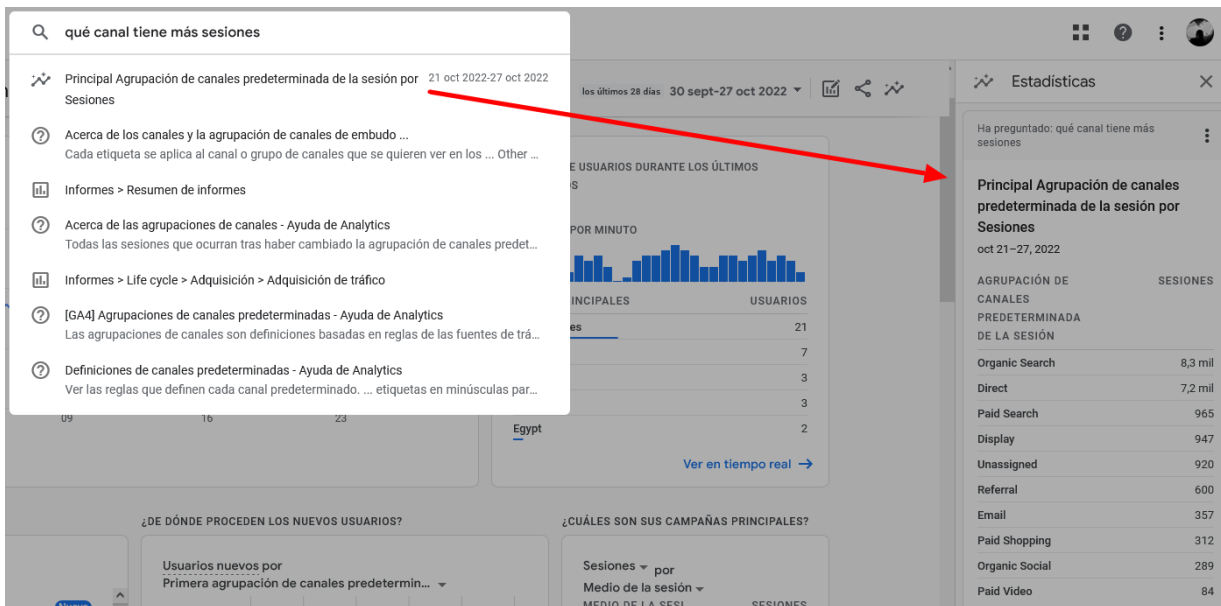 qué canal tiene más sesiones
Principal Agrupación de canales predeterminada de la sesión por 21 oct 2022-27 oct 2022
Sesiones
Acerca de los canales y la agrupación de canales de embudo ...
Cada etiqueta se aplica al canal o grupo de canales que se quieren ver en los ... Other ...
Informes > Resumen de informes
Acerca de las agrupaciones de canales - Ayuda de Analytics
Todas las sesiones que ocurran tras haber cambiado la agrupación de canales predet...
Informes > Life cycle > Adquisición > Adquisición de tráfico
[GA4] Agrupaciones de canales predeterminadas - Ayuda de Analytics
Las agrupaciones de canales son definiciones basadas en reglas de las fuentes de trá...
Definiciones de canales predeterminadas - Ayuda de Analytics
Ver las reglas que definen cada canal predeterminado. ... etiquetas en minúsculas par...
09 16 23
los últimos 28 días 30 sept-27 oct 2022
E USUARIOS DURANTE LOS ÚLTIMOS
OS
POR MINUTO
INCIPALES USUARIOS
es 21
7
3
3
Egypt 2
Ver en tiempo real
¿DE DÓNDE PROCEDEN LOS NUEVOS USUARIOS?
Usuarios nuevos por
Primera agrupación de canales predetermin...
Nuevo
¿CUÁLES SON SUS CAMPAÑAS PRINCIPALES?
Sesiones por
Medio de la sesión
MEDIO DE LA SESI... SESIONES
Estadísticas
Ha preguntado: qué canal tiene más
sesiones
Principal Agrupación de canales
predeterminada de la sesión por
Sesiones
oct 21–27, 2022
AGRUPACIÓN DE SESIONES
CANALES
PREDETERMINADA
DE LA SESIÓN
Organic Search 8,3 mil
Direct 7,2 mil
Paid Search 965
Display 947
Unassigned 920
Referral 600
Email 357
Paid Shopping 312
Organic Social 289
Paid Video 84